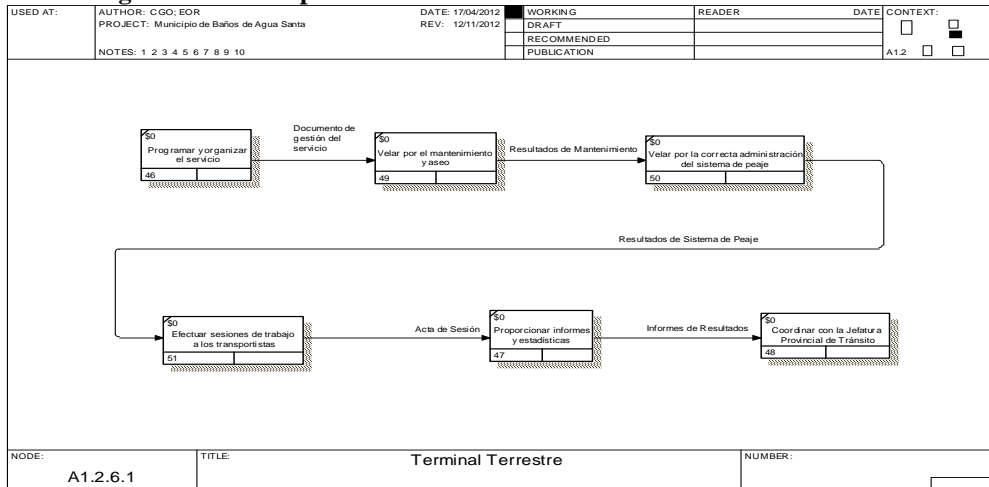 USED AT:
AUTHOR: CGO; EOR
DATE: 17/04/2012
WORKING
READER
DATE
CONTEXT:
PROJECT: Municipio de Baños de Agua Santa
REV: 12/11/2012
DRAFT
RECOMMENDED
NOTES: 1 2 3 4 5 6 7 8 9 10
PUBLICATION
A1.2
$0
Programar y organizar
el servicio
46
Documento de
gestión del
servicio
$0
Velar por el mantenimiento
y aseo
49
Resultados de Mantenimiento
$0
Velar por la correcta administración
del sistema de peaje
50
Resultados de Sistema de Peaje
$0
Efectuar sesiones de trabajo
a los transportistas
51
Acta de Sesión
$0
Proporcionar informes
y estadísticas
47
Informes de Resultados
$0
Coordinar con la Jefatura
Provincial de Tránsito
48
NODE:
A1.2.6.1
TITLE:
Terminal Terrestre
NUMBER: